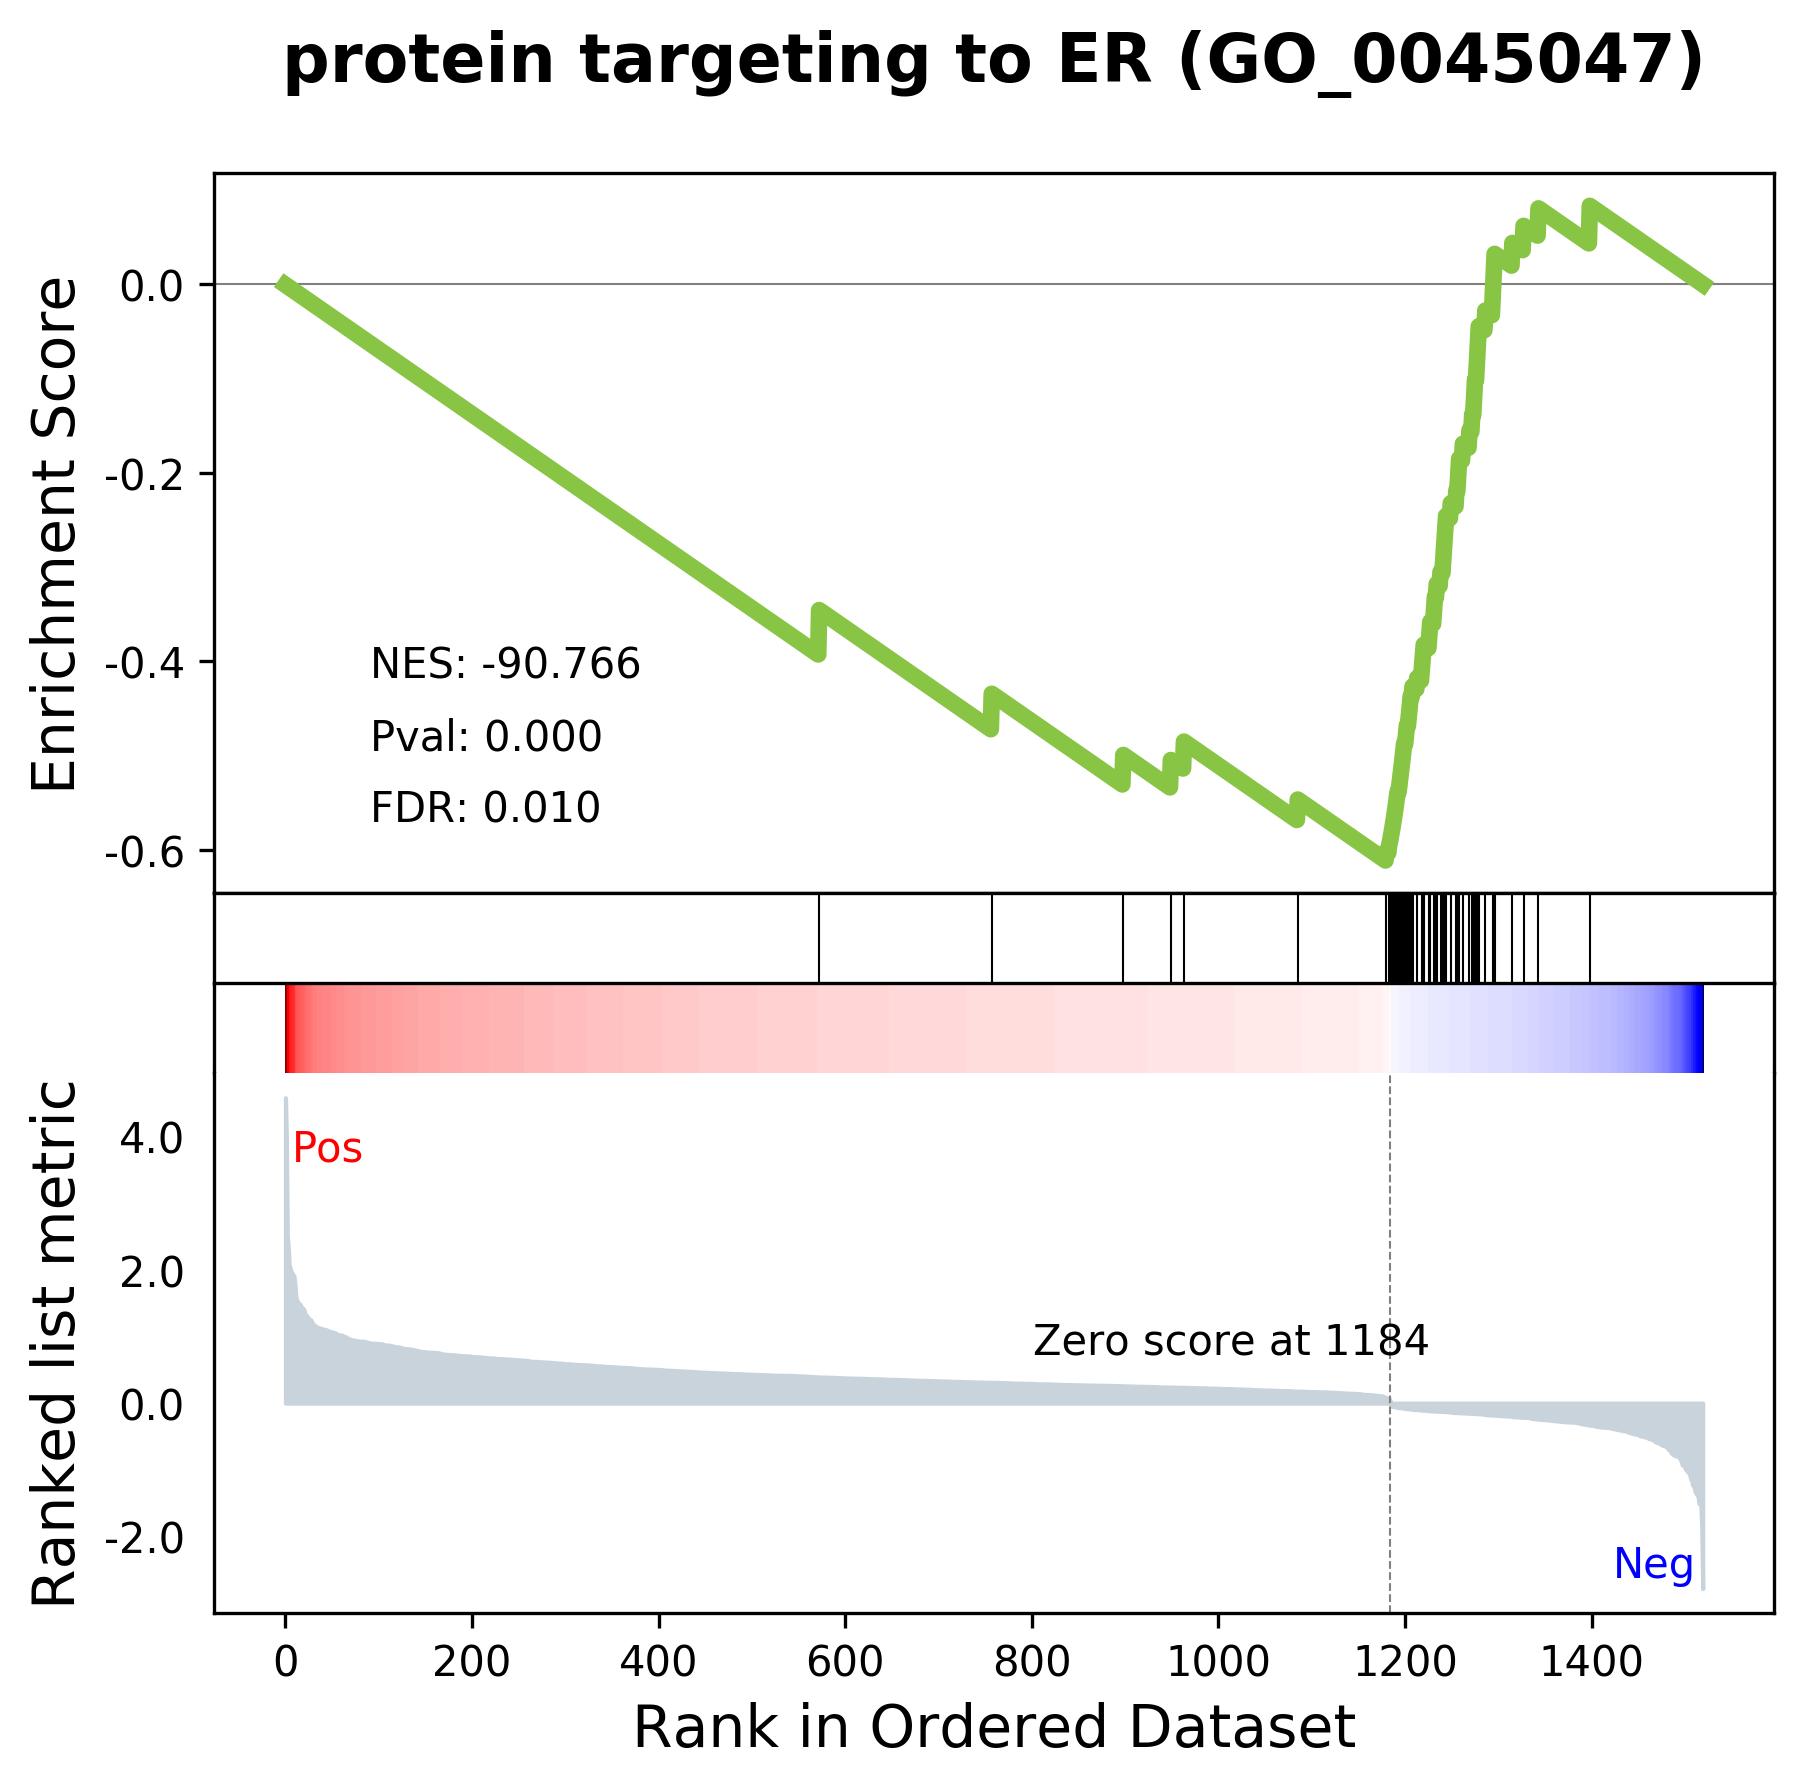 protein targeting to ER (GO_0045047)
Enrichment Score
0.0
-0.2
-0.4
-0.6
NES: -90.766
Pval: 0.000
FDR: 0.010
Ranked list metric
4.0
2.0
0.0
-2.0
Pos
Zero score at 1184
Neg
0 200 400 600 800 1000 1200 1400
Rank in Ordered Dataset